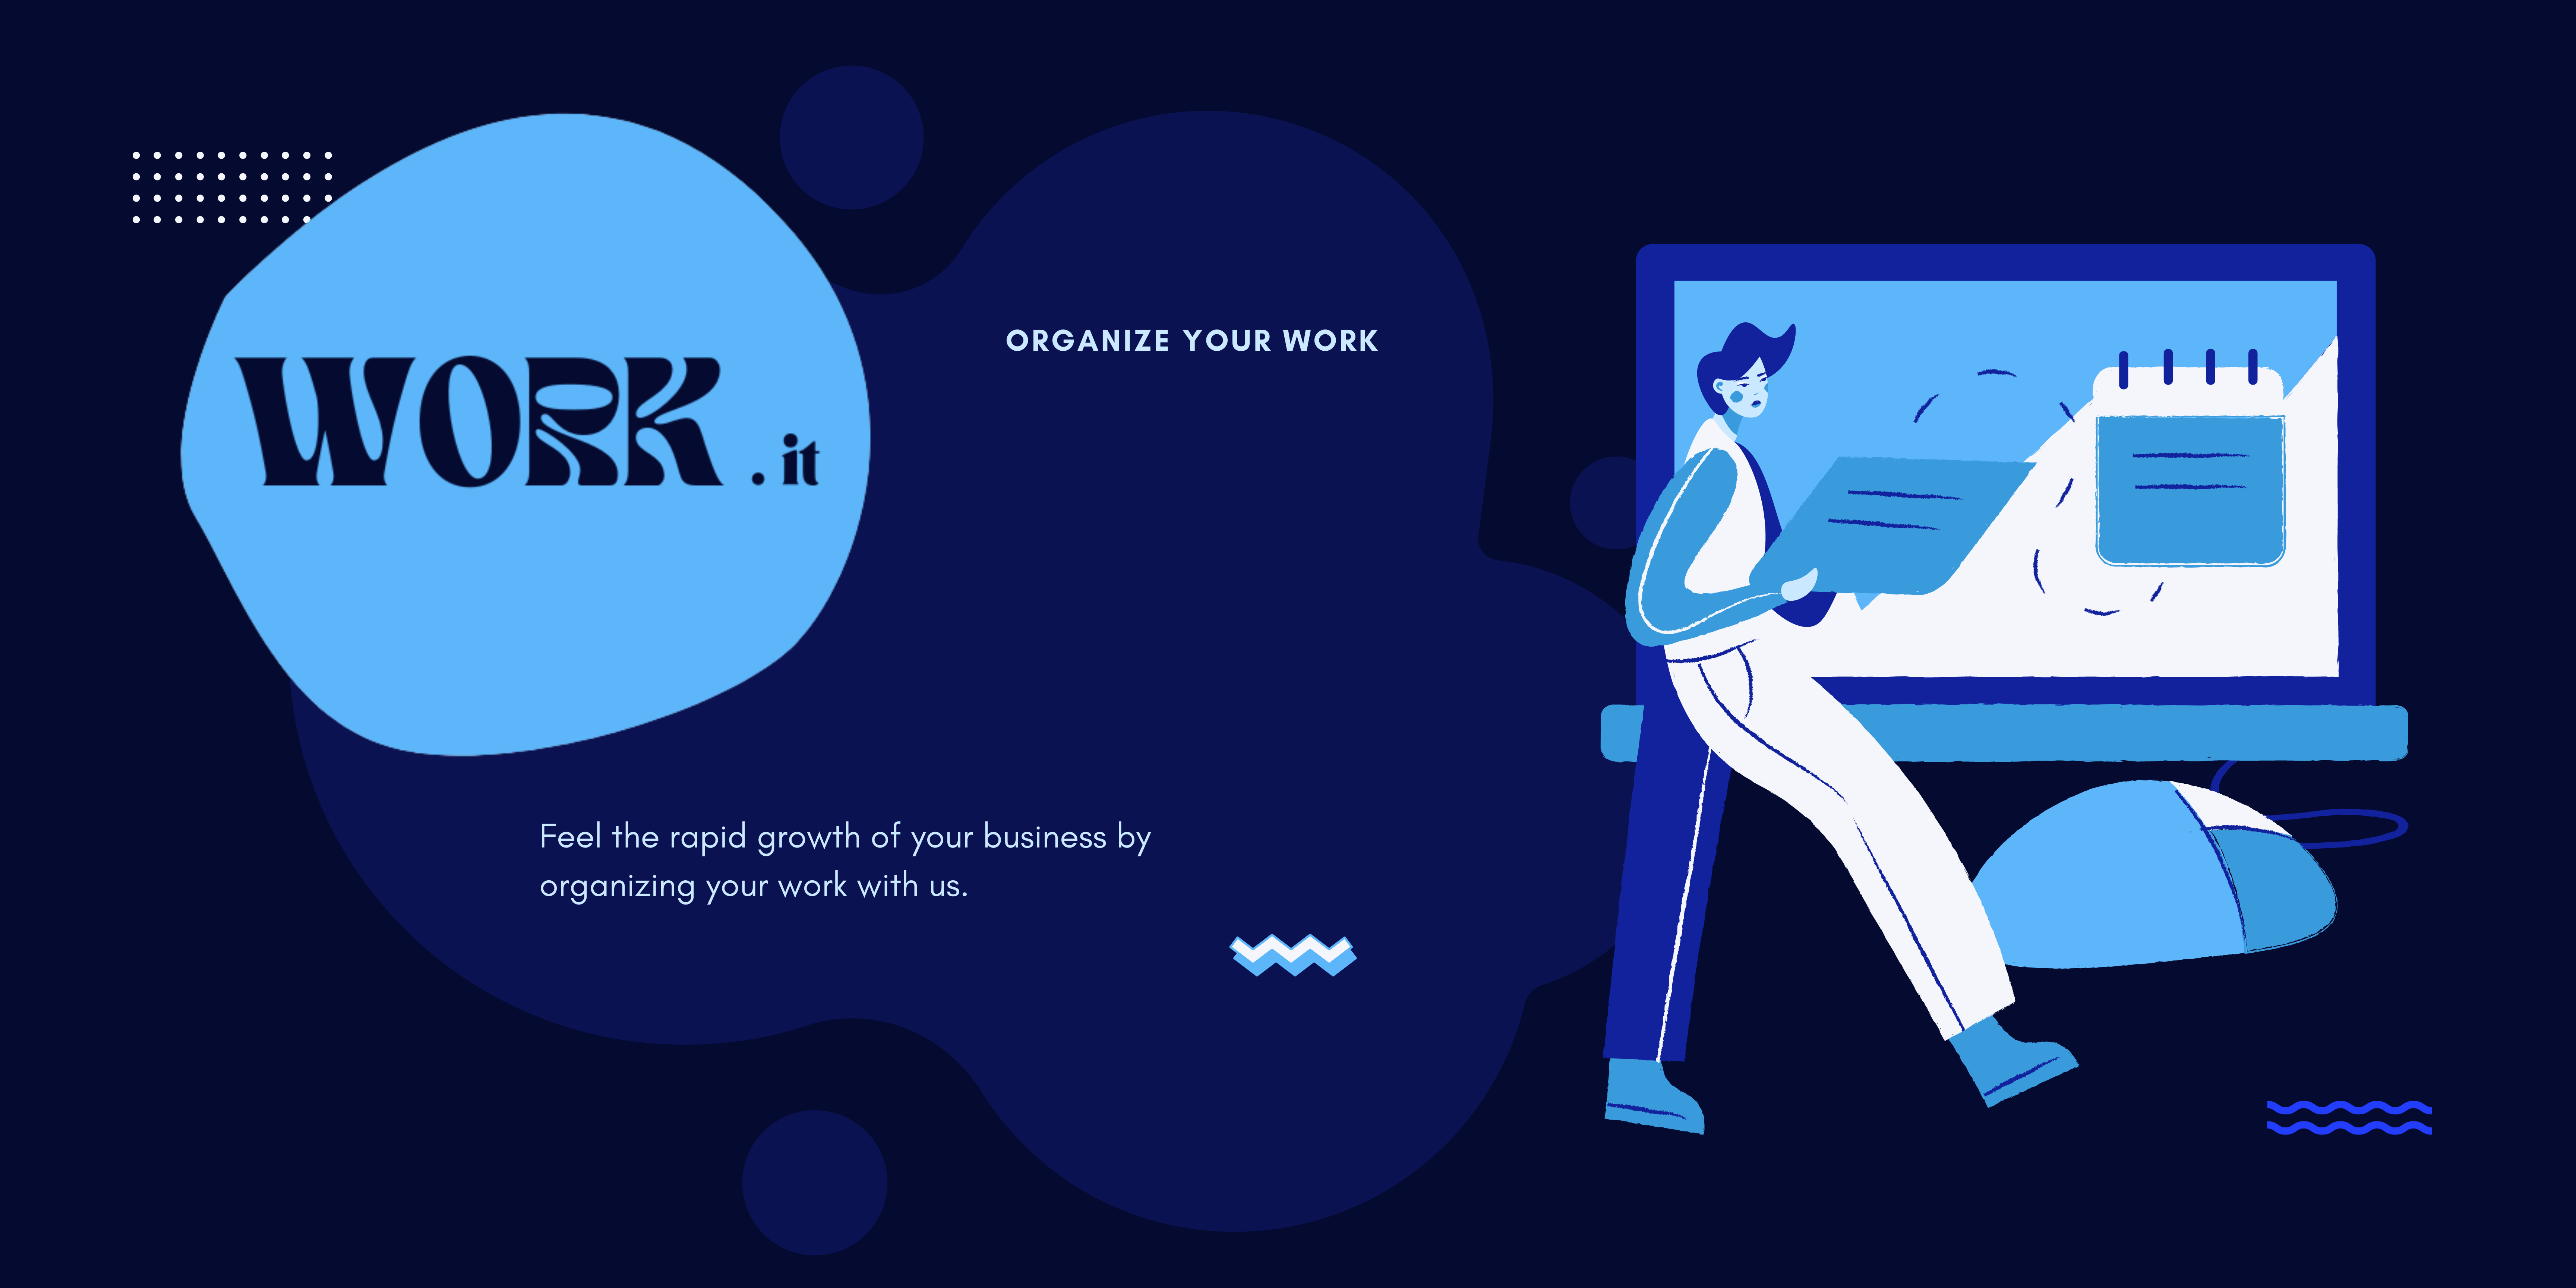 WORK . it
ORGANIZE YOUR WORK
Feel the rapid growth of your business by
organizing your work with us.